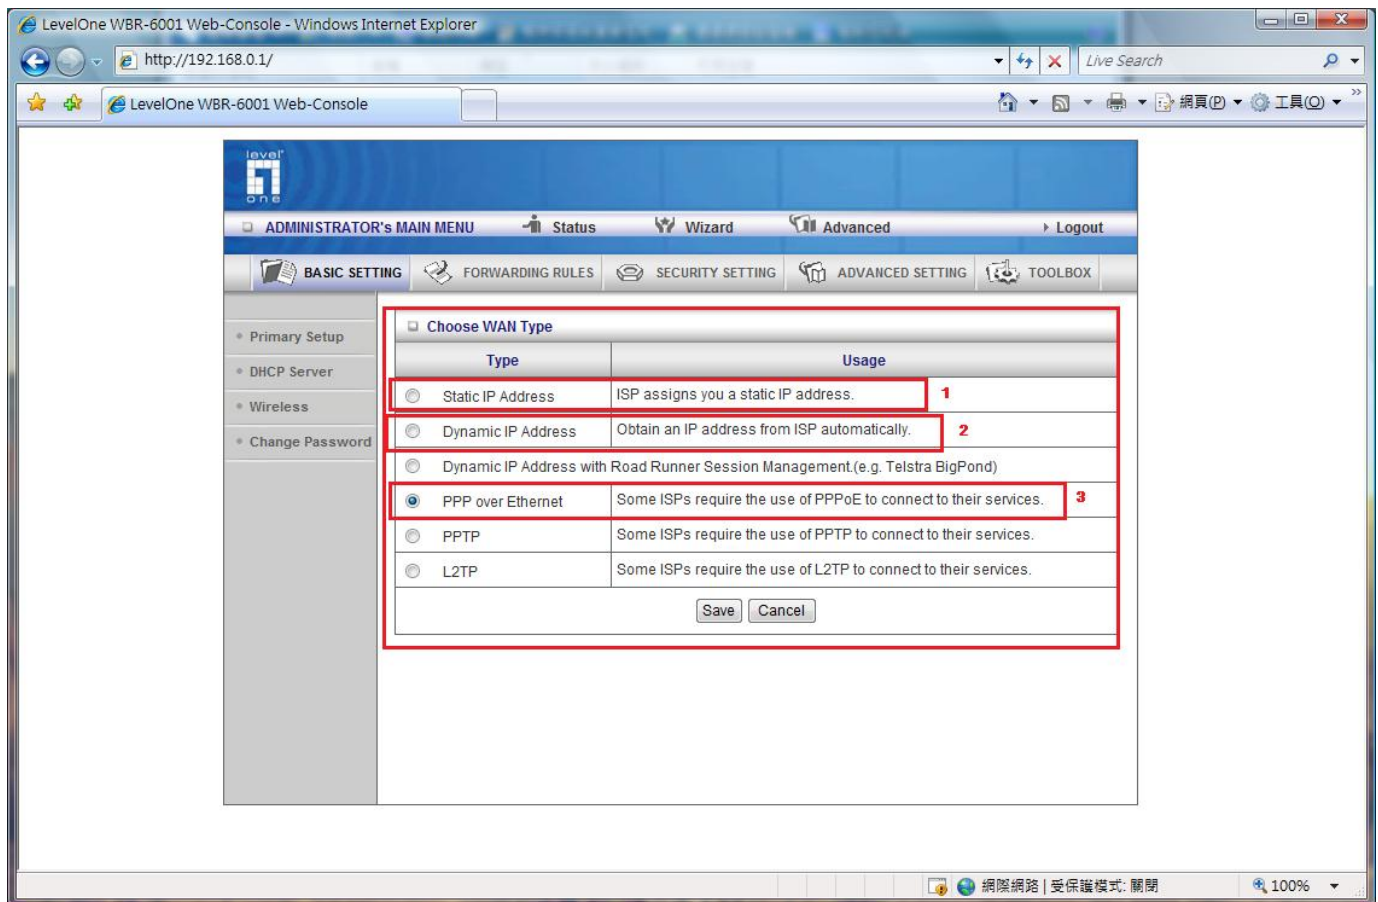 LevelOne WBR-6001 Web-Console - Windows Internet Explorer
http://192.168.0.1/
Live Search
LevelOne WBR-6001 Web-Console
網頁(P) 工具(O) »
level
one
ADMINISTRATOR's MAIN MENU Status Wizard Advanced Logout
BASIC SETTING FORWARDING RULES SECURITY SETTING ADVANCED SETTING TOOLBOX
Primary Setup
DHCP Server
Wireless
Change Password
Choose WAN Type
Type Usage
Static IP Address ISP assigns you a static IP address. 1
Dynamic IP Address Obtain an IP address from ISP automatically. 2
Dynamic IP Address with Road Runner Session Management.(e.g. Telstra BigPond)
PPP over Ethernet Some ISPs require the use of PPPoE to connect to their services. 3
PPTP Some ISPs require the use of PPTP to connect to their services.
L2TP Some ISPs require the use of L2TP to connect to their services.
Save Cancel
網際網路 | 受保護模式: 關閉 100%